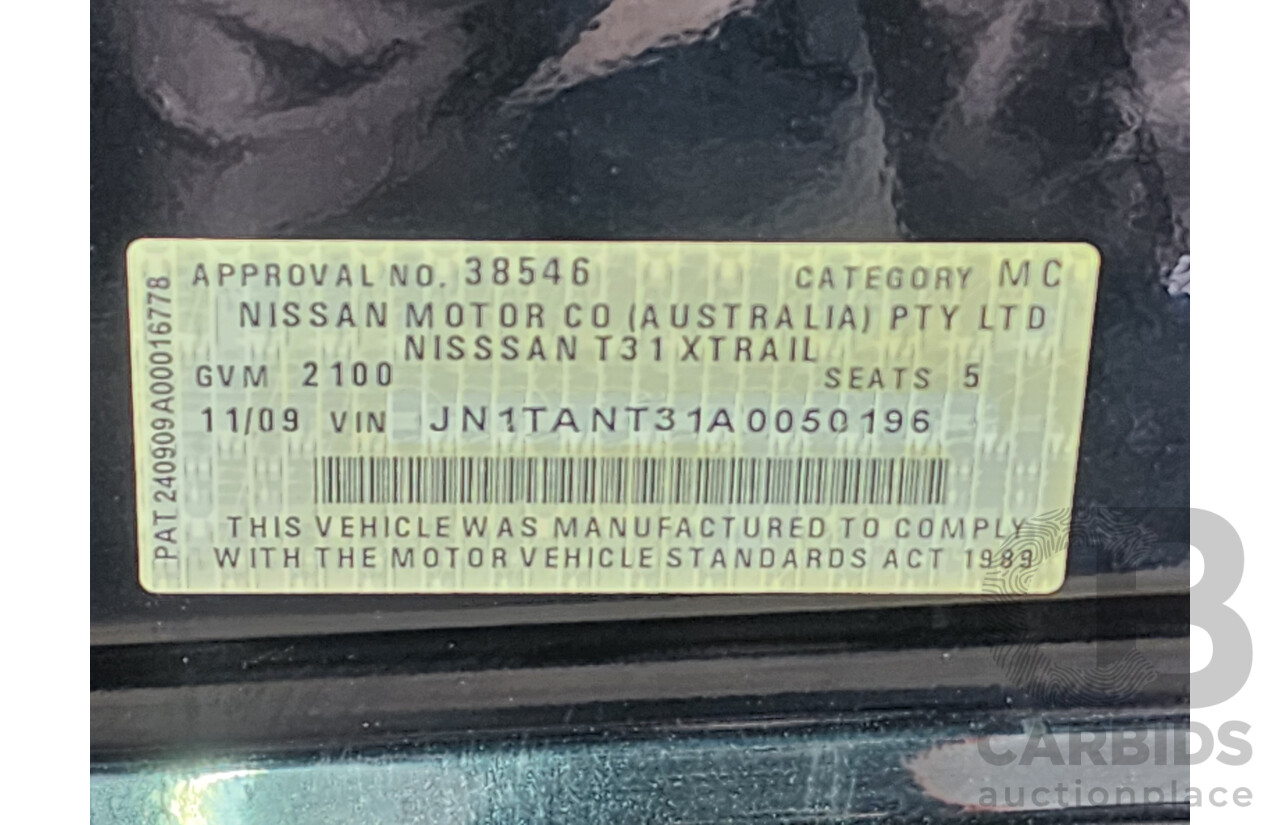 APPROVAL NO. 38546 CATEGORY MC
NISSAN MOTOR CO (AUSTRALIA) PTY LTD
NISSSAN T31 XTRAIL
GVM 2100 SEATS 5
11/09 VIN JN1TANT31A0050196
THIS VEHICLE WAS MANUFACTURED TO COMPLY
WITH THE MOTOR VEHICLE STANDARDS ACT 1989
PAT 240909A00016778
CB
CARBIDS
auctionplace